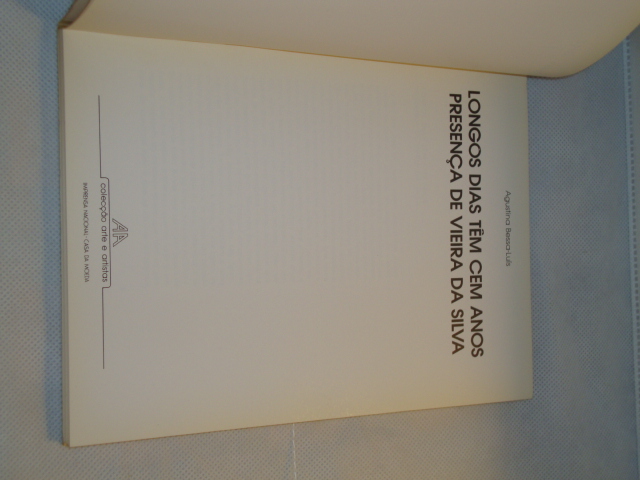 Agustina Bessa-Luís
LONGOS DIAS TÊM CEM ANOS
PRESENÇA DE VIEIRA DA SILVA
AA
colecção arte e artistas
IMPRENSA NACIONAL-CASA DA MOEDA